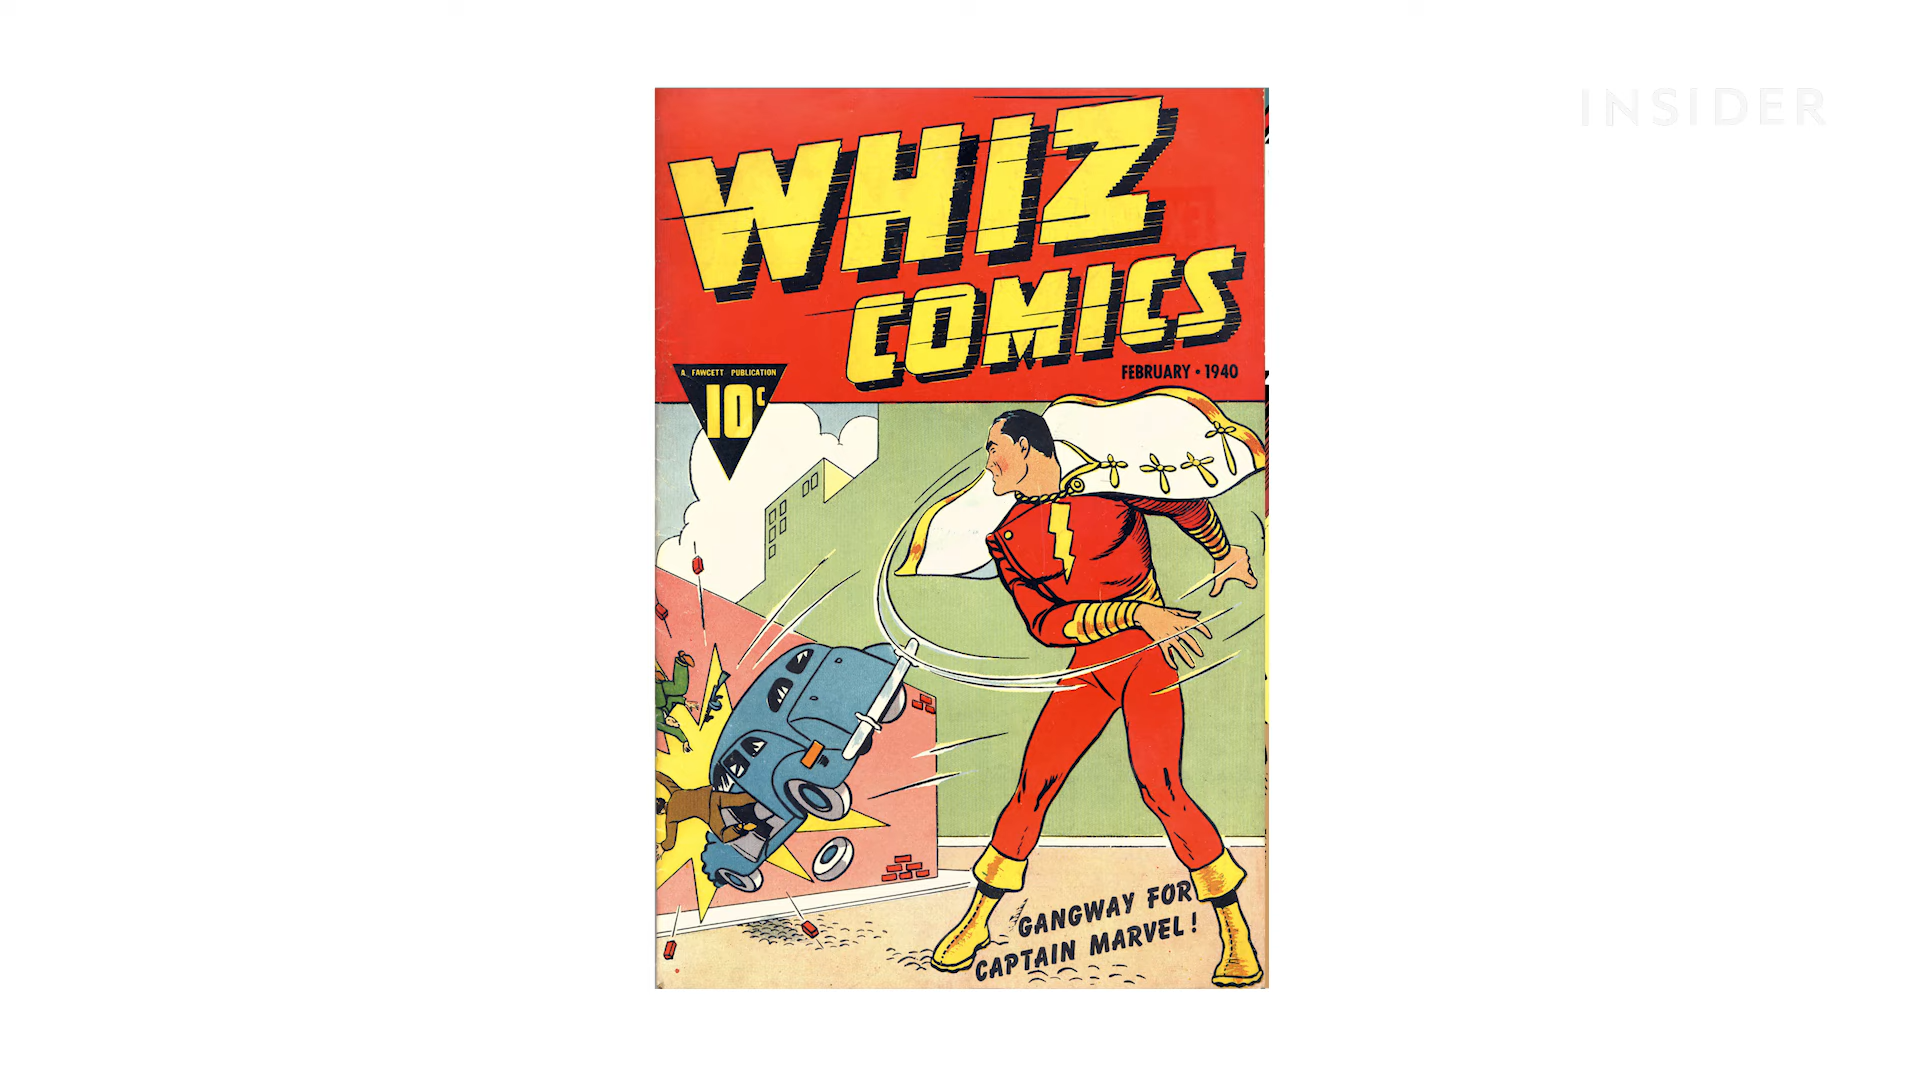 INSIDER
WHIZ
COMICS
FEBRUARY • 1940
A FAWCETT PUBLICATION
10¢
GANGWAY FOR
CAPTAIN MARVEL!